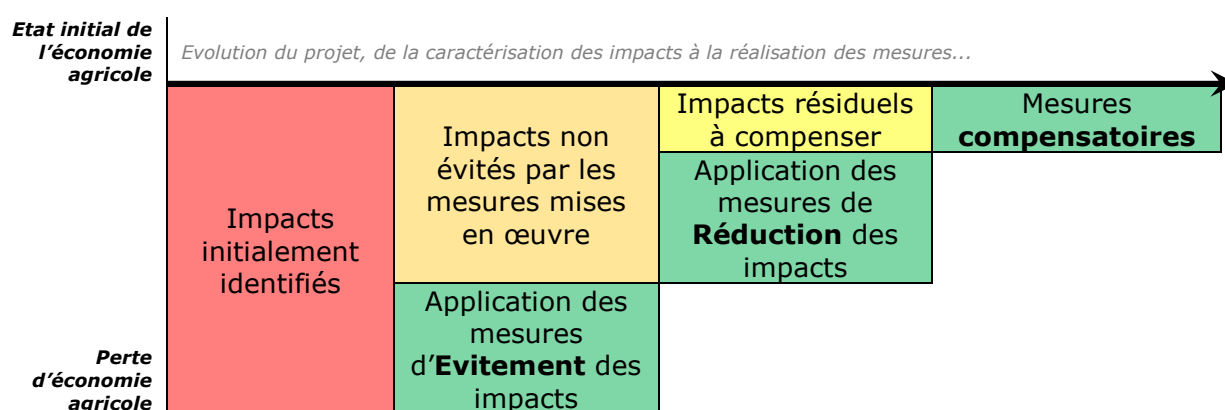 Etat initial de
l'économie
agricole
Evolution du projet, de la caractérisation des impacts à la réalisation des mesures...
Impacts
initialement
identifiés
Impacts non
évités par les
mesures mises
en œuvre
Application des
mesures
d'Evitement des
impacts
Impacts résiduels
à compenser
Application des
mesures de
Réduction des
impacts
Mesures
compensatoires
Perte
d'économie
agricole